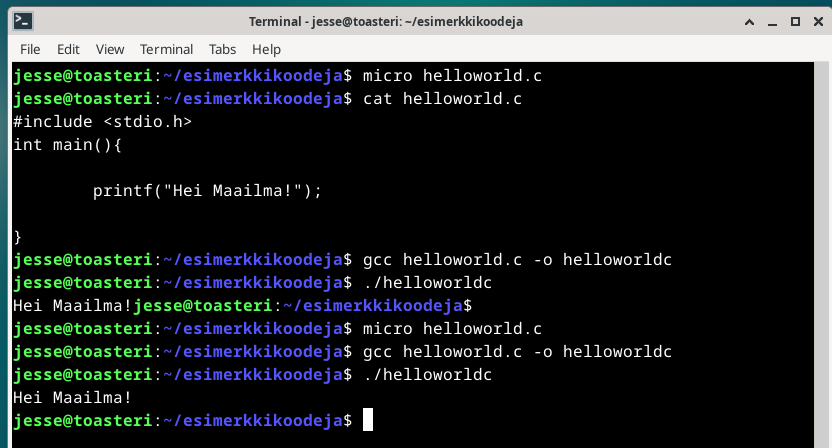 Terminal - jesse@toasteri: ~/esimerkkikoodeja
File Edit View Terminal Tabs Help
jesse@toasteri:~/esimerkkikoodeja$ micro helloworld.c
jesse@toasteri:~/esimerkkikoodeja$ cat helloworld.c
#include <stdio.h>
int main(){
printf("Hei Maailma!");
}
jesse@toasteri:~/esimerkkikoodeja$ gcc helloworld.c -o helloworldc
jesse@toasteri:~/esimerkkikoodeja$ ./helloworldc
Hei Maailma!jesse@toasteri:~/esimerkkikoodeja$
jesse@toasteri:~/esimerkkikoodeja$ micro helloworld.c
jesse@toasteri:~/esimerkkikoodeja$ gcc helloworld.c -o helloworldc
jesse@toasteri:~/esimerkkikoodeja$ ./helloworldc
Hei Maailma!
jesse@toasteri:~/esimerkkikoodeja$